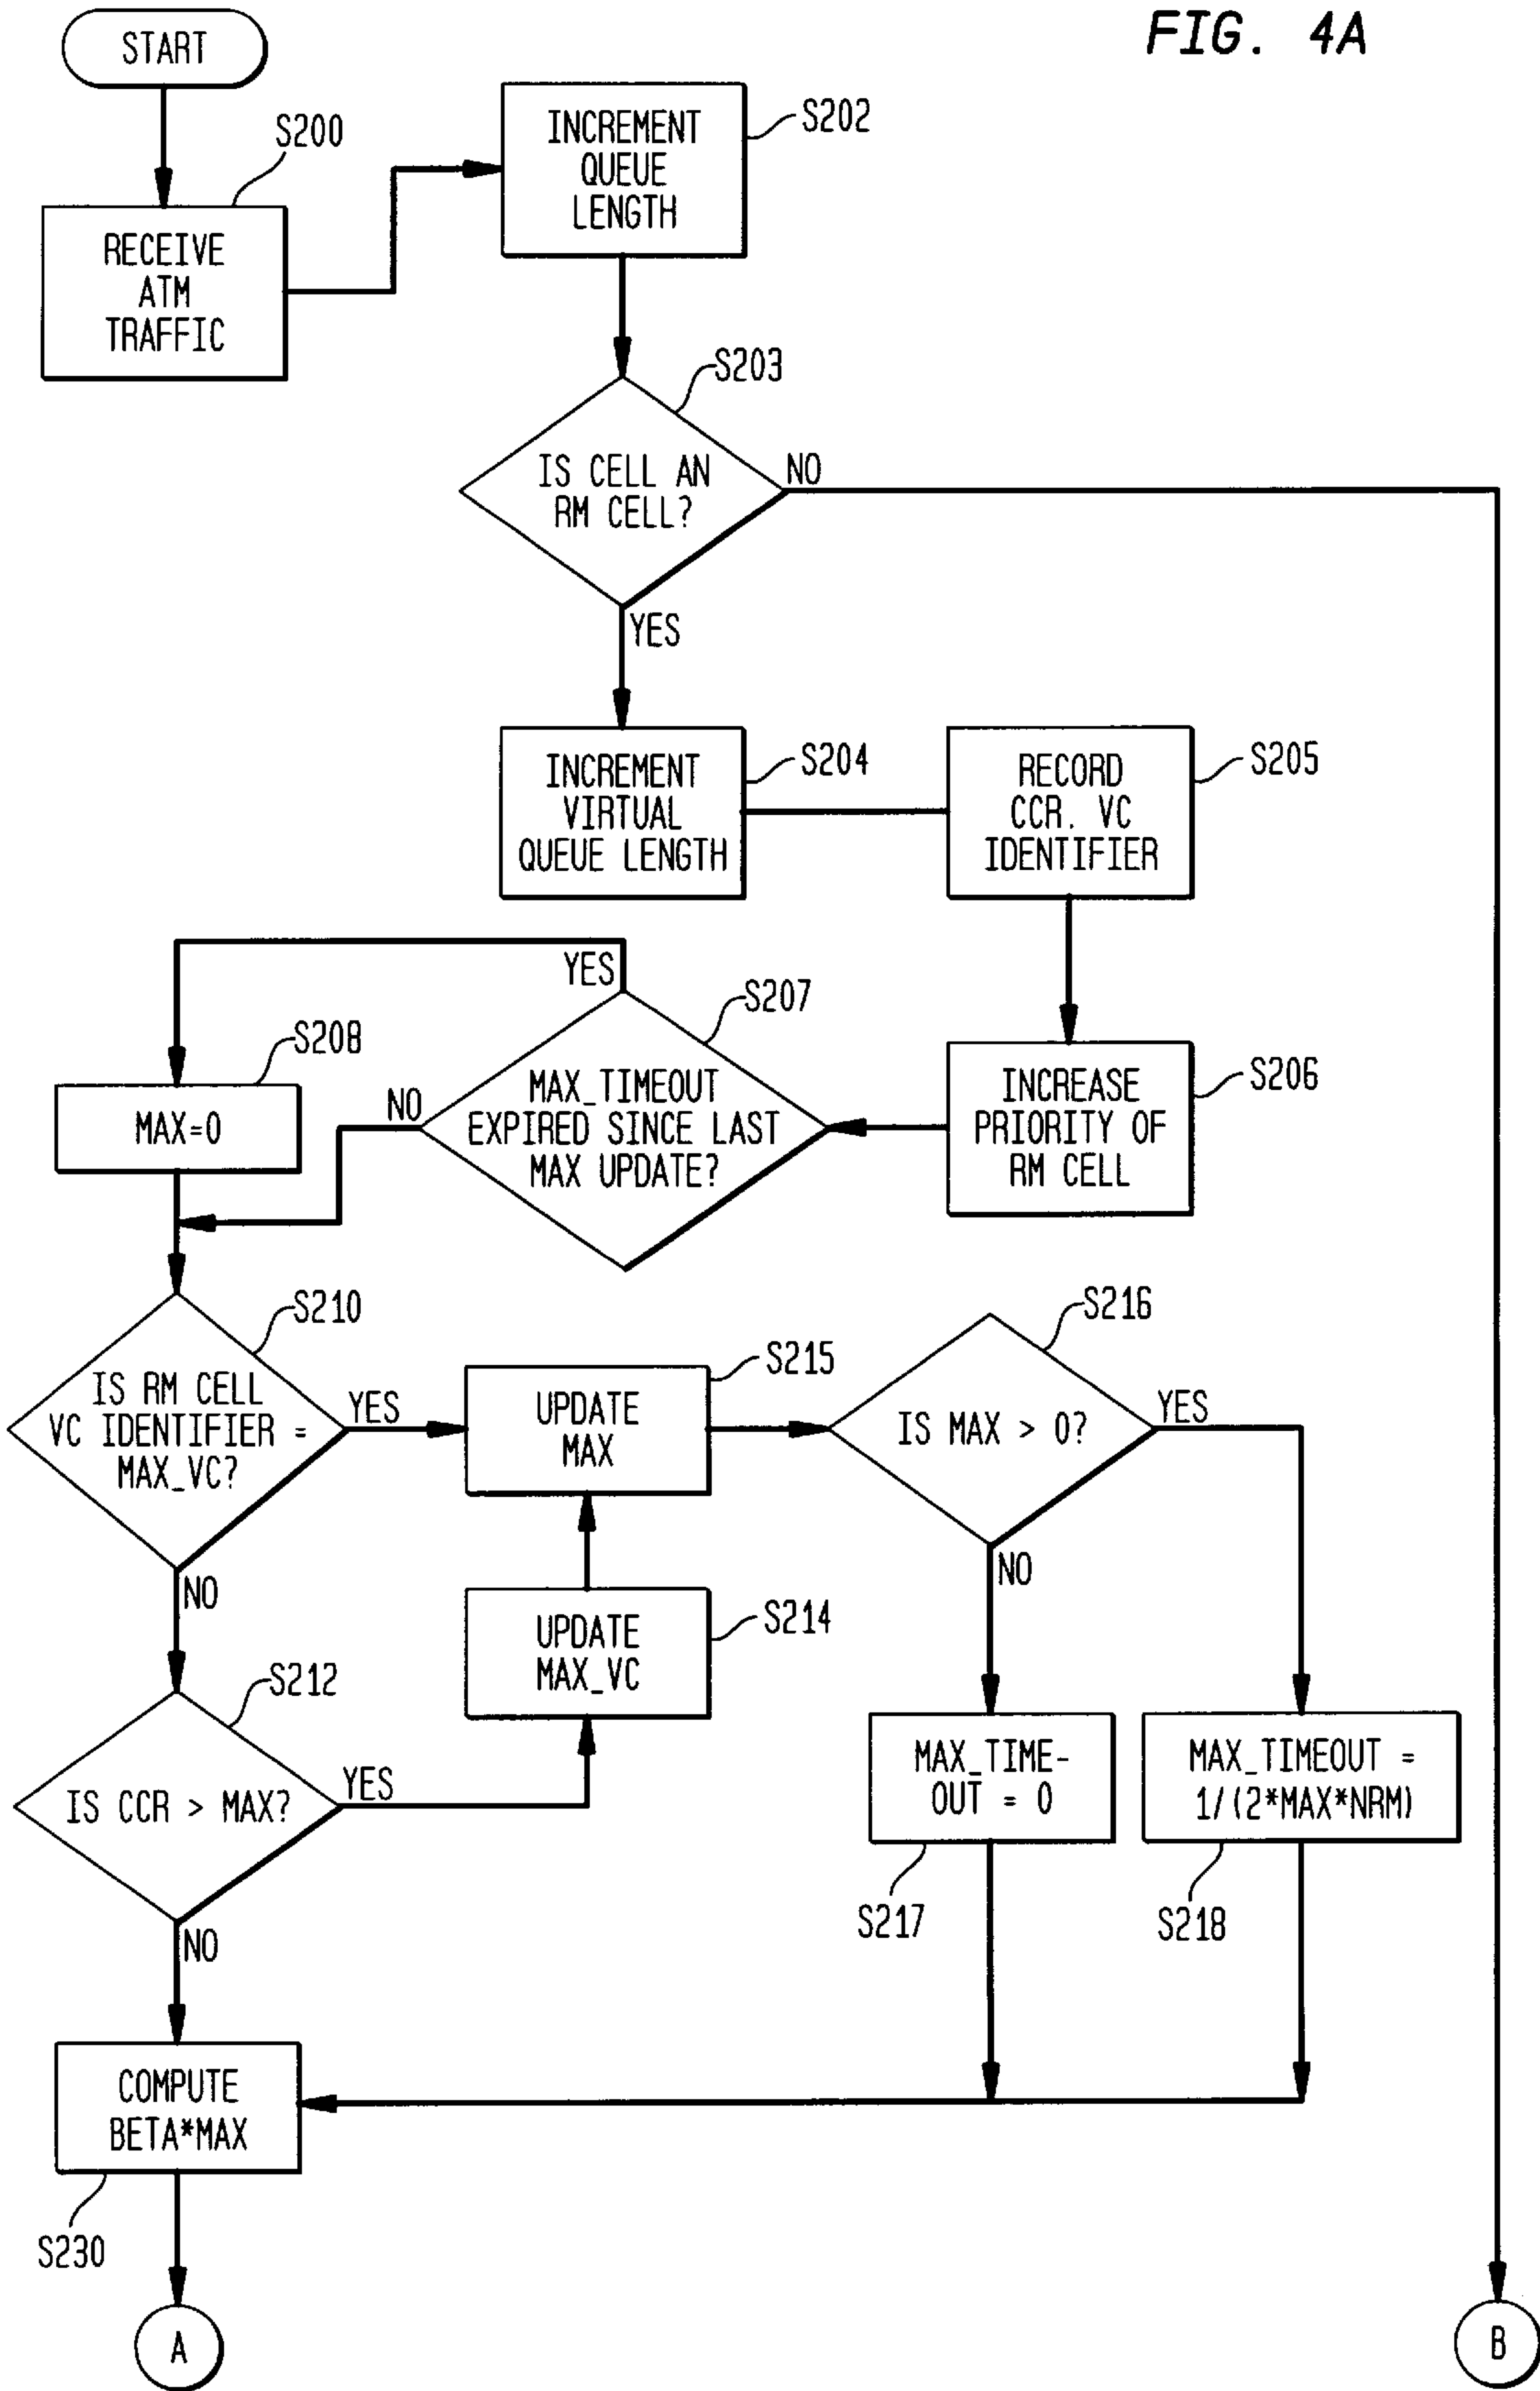 FIG. 4A
START
S200
RECEIVE
ATM
TRAFFIC
INCREMENT
QUEUE
LENGTH
S202
S203
IS CELL AN
RM CELL?
NO
YES
INCREMENT
VIRTUAL
QUEUE LENGTH
S204
RECORD
CCR. VC
IDENTIFIER
S205
YES
S207
S208
MAX=0
NO
MAX_TIMEOUT
EXPIRED SINCE LAST
MAX UPDATE?
INCREASE
PRIORITY OF
RM CELL
S206
S210
IS RM CELL
VC IDENTIFIER =
MAX_VC?
YES
NO
UPDATE
MAX
S215
S216
IS MAX > 0?
YES
NO
UPDATE
MAX_VC
S214
S212
IS CCR > MAX?
YES
NO
MAX_TIME-
OUT = 0
S217
MAX_TIMEOUT =
1/(2*MAX*NRM)
S218
COMPUTE
BETA*MAX
S230
A
B